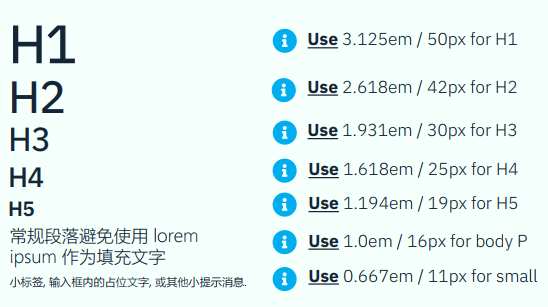 H1
Use 3.125em / 50px for H1
H2
Use 2.618em / 42px for H2
H3
Use 1.931em / 30px for H3
H4
Use 1.618em / 25px for H4
H5
Use 1.194em / 19px for H5
常规段落避免使用 lorem
ipsum 作为填充文字
Use 1.0em / 16px for body P
小标签, 输入框内的占位文字, 或其他小提示消息.
Use 0.667em / 11px for small